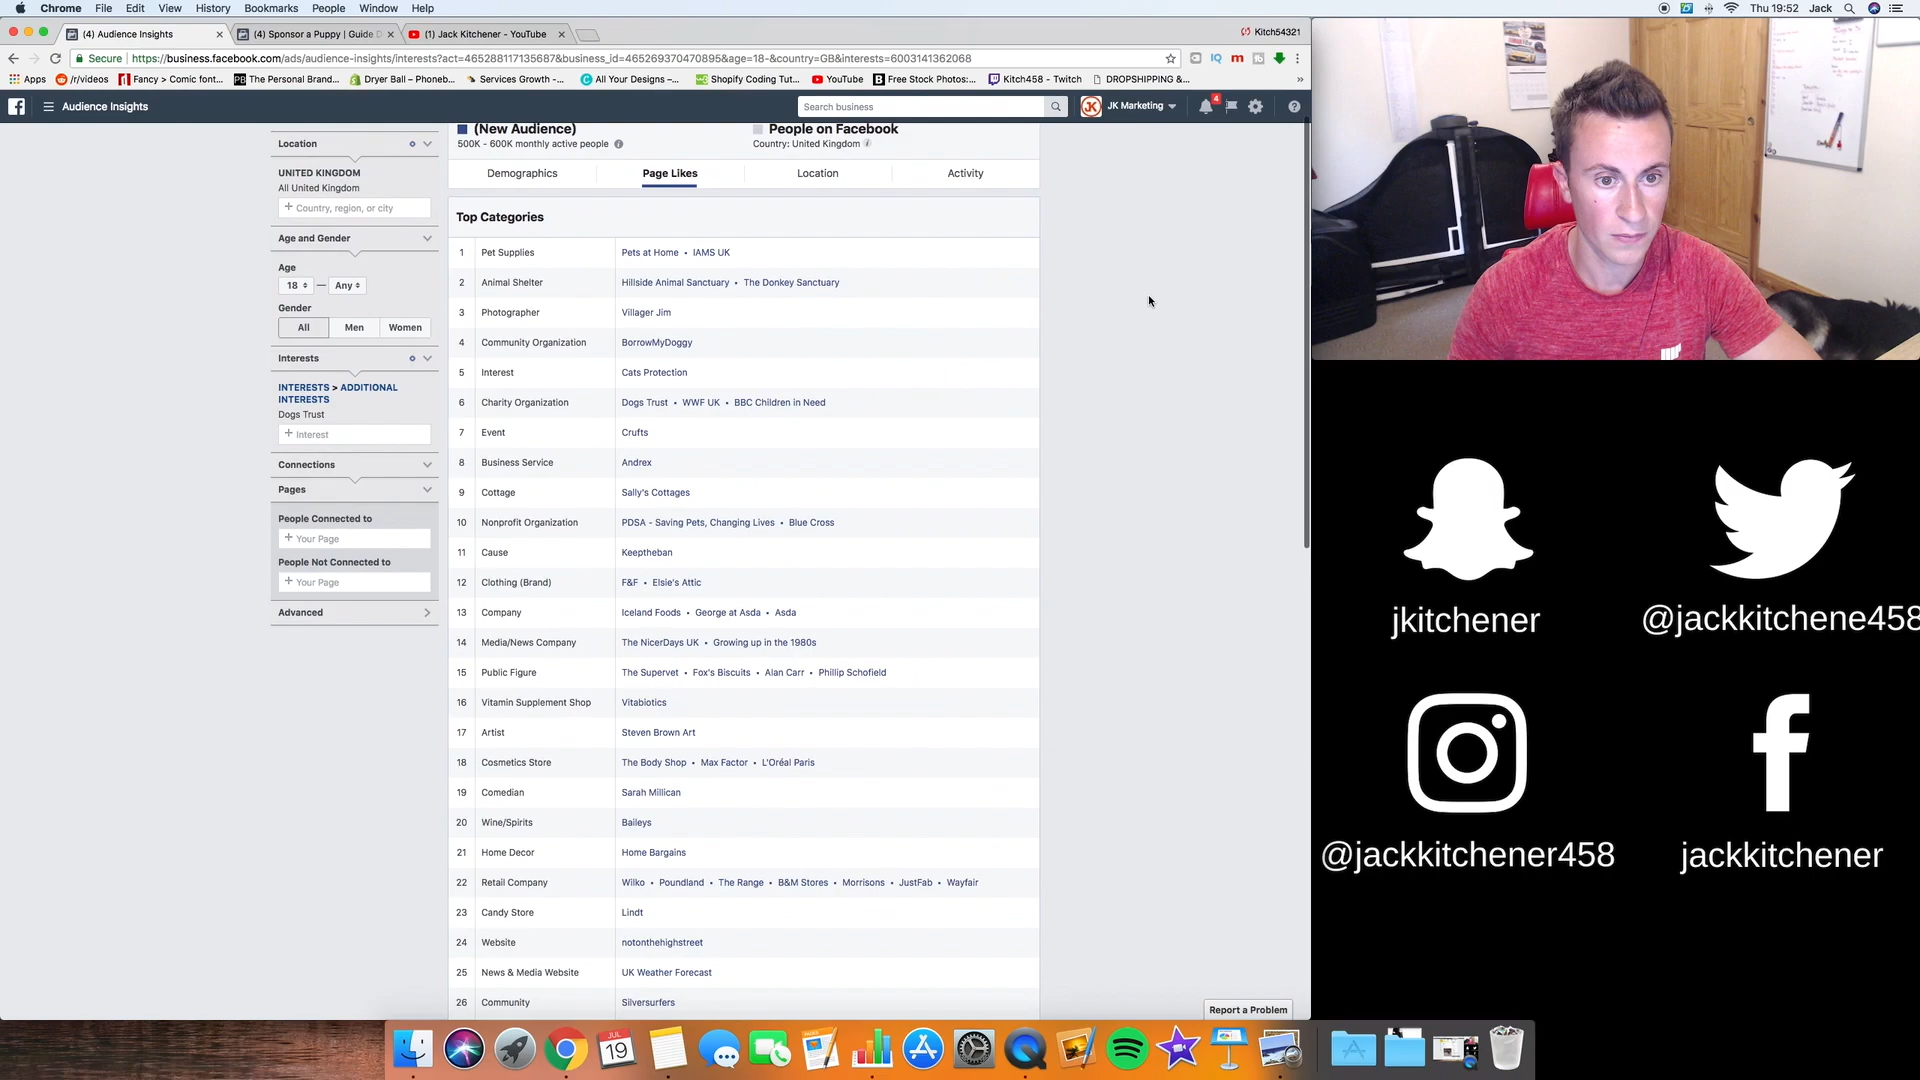 Chrome File Edit View History Bookmarks People Window Help
Thu 19:52 Jack
(4) Audience Insights
(4) Sponsor a Puppy | Guide D
(1) Jack Kitchener - YouTube
Kitch54321
Secure https://business.facebook.com/ads/audience-insights/interests?act=465288117135687&business_id=465269370470895&age=18-&country=GB&interests=6003141362068
Apps /r/videos Fancy > Comic font... The Personal Brand... Dryer Ball – Phoneb... Services Growth -... All Your Designs –... Shopify Coding Tut... YouTube Free Stock Photos:... Kitch458 - Twitch DROPSHIPPING &... »
Audience Insights
Search business
JK Marketing
4
Location
UNITED KINGDOM
All United Kingdom
+ Country, region, or city
Age and Gender
Age
18 — Any
Gender
All Men Women
Interests
INTERESTS > ADDITIONAL
INTERESTS
Dogs Trust
+ Interest
Connections
Pages
People Connected to
+ Your Page
People Not Connected to
+ Your Page
Advanced
(New Audience)
500K - 600K monthly active people
People on Facebook
Country: United Kingdom
Demographics Page Likes Location Activity
Top Categories
1 Pet Supplies Pets at Home • IAMS UK
2 Animal Shelter Hillside Animal Sanctuary • The Donkey Sanctuary
3 Photographer Villager Jim
4 Community Organization BorrowMyDoggy
5 Interest Cats Protection
6 Charity Organization Dogs Trust • WWF UK • BBC Children in Need
7 Event Crufts
8 Business Service Andrex
9 Cottage Sally's Cottages
10 Nonprofit Organization PDSA - Saving Pets, Changing Lives • Blue Cross
11 Cause Keeptheban
12 Clothing (Brand) F&F • Elsie's Attic
13 Company Iceland Foods • George at Asda • Asda
14 Media/News Company The NicerDays UK • Growing up in the 1980s
15 Public Figure The Supervet • Fox's Biscuits • Alan Carr • Phillip Schofield
16 Vitamin Supplement Shop Vitabiotics
17 Artist Steven Brown Art
18 Cosmetics Store The Body Shop • Max Factor • L'Oréal Paris
19 Comedian Sarah Millican
20 Wine/Spirits Baileys
21 Home Decor Home Bargains
22 Retail Company Wilko • Poundland • The Range • B&M Stores • Morrisons • JustFab • Wayfair
23 Candy Store Lindt
24 Website notonthehighstreet
25 News & Media Website UK Weather Forecast
26 Community Silversurfers
Report a Problem
jkitchener
@jackkitchene458
@jackkitchener458
jackkitchener
JUL
19